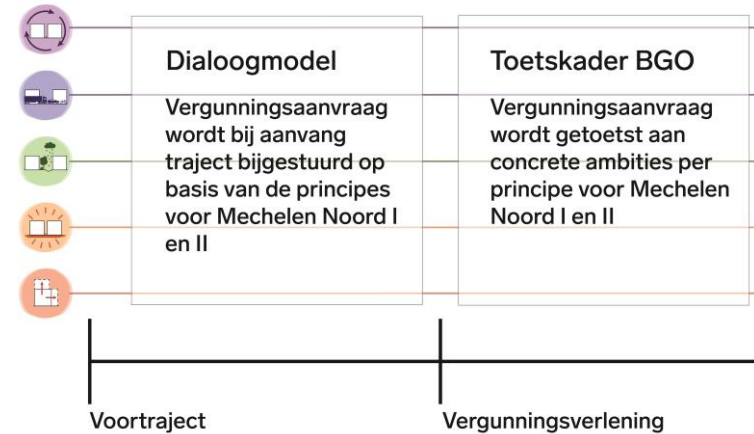 Dialoogmodel
Vergunningsaanvraag
wordt bij aanvang
traject bijgestuurd op
basis van de principes
voor Mechelen Noord I
en II
Toetskader BGO
Vergunningsaanvraag
wordt getoetst aan
concrete ambities per
principe voor Mechelen
Noord I en II
Voortraject
Vergunningsverlening